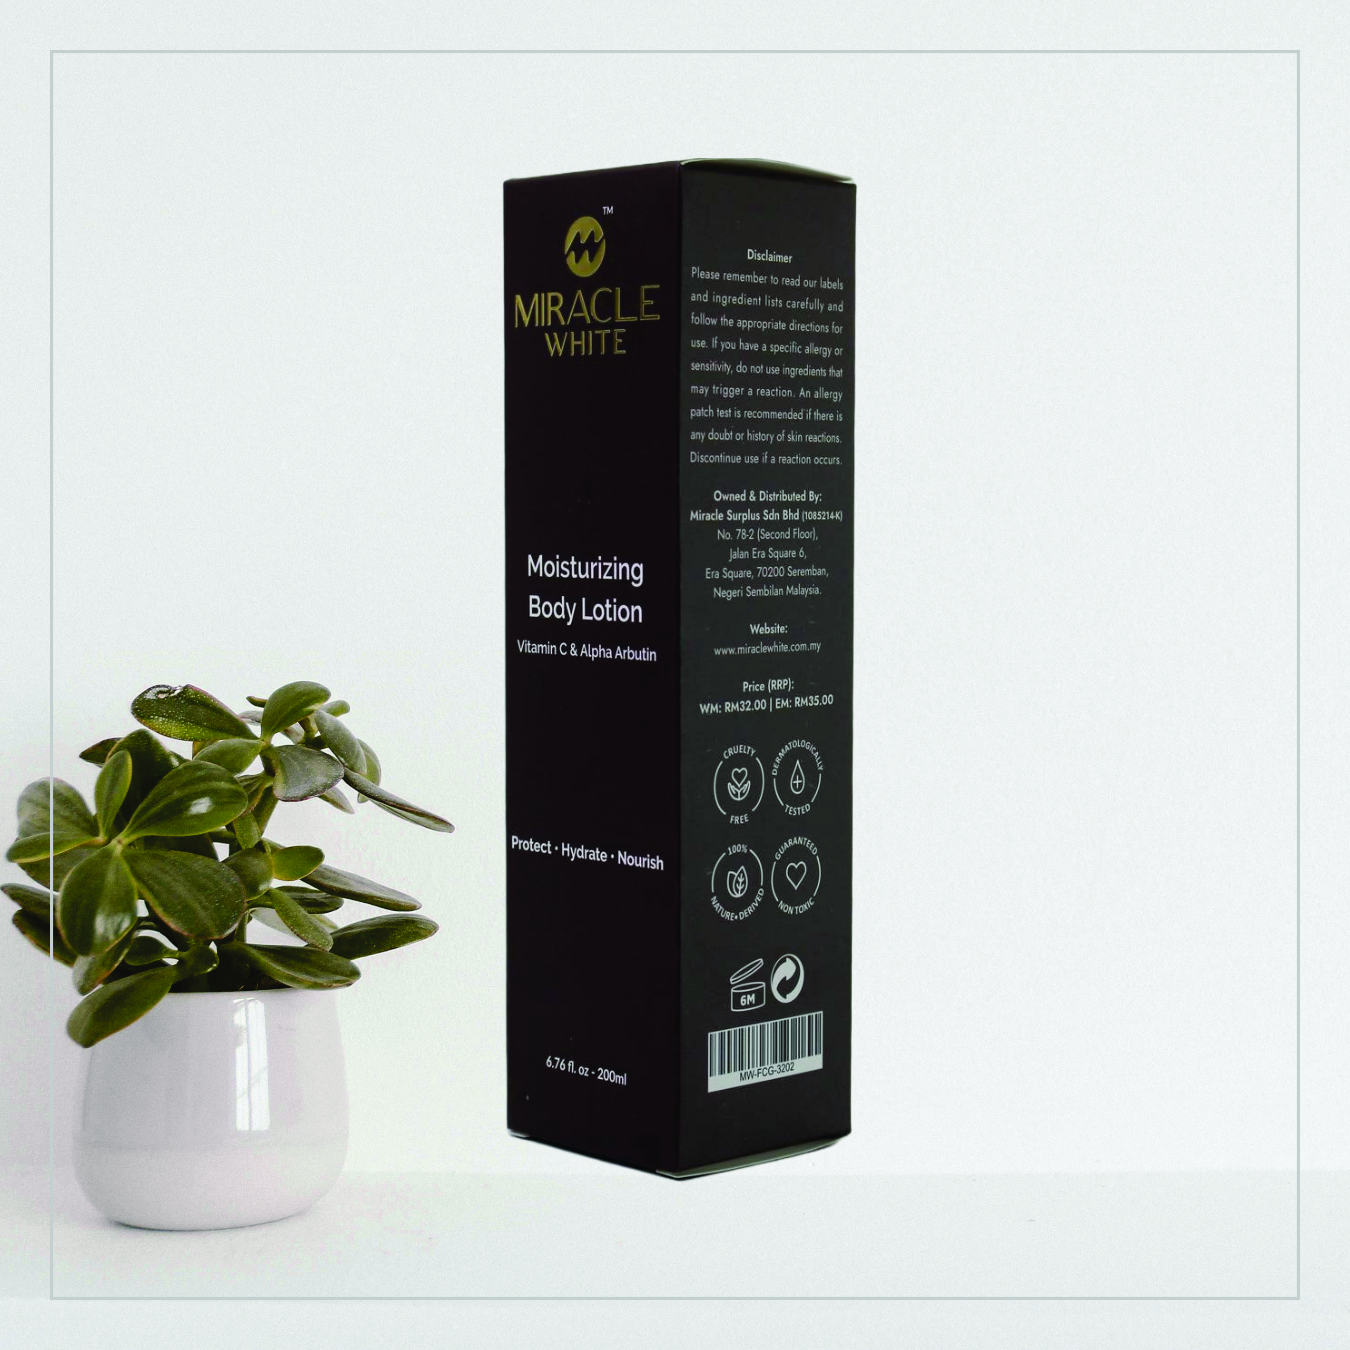 TM
MIRACLE
WHITE
Moisturizing
Body Lotion
Vitamin C & Alpha Arbutin
Protect • Hydrate • Nourish
6.76 fl. oz - 200ml
Disclaimer
Please remember to read our labels
and ingredient lists carefully and
follow the appropriate directions for
use. If you have a specific allergy or
sensitivity, do not use ingredients that
may trigger a reaction. An allergy
patch test is recommended if there is
any doubt or history of skin reactions.
Discontinue use if a reaction occurs.
Owned & Distributed By:
Miracle Surplus Sdn Bhd (1085214-K)
No. 78-2 (Second Floor),
Jalan Era Square 6,
Era Square, 70200 Seremban,
Negeri Sembilan Malaysia.
Website:
www.miraclewhite.com.my
Price (RRP):
WM: RM32.00 | EM: RM35.00
CRUELTY
FREE
DERMATOLOGICALLY
TESTED
100%
NATURE•DERIVED
GUARANTEED
NON TOXIC
6M
MW-FCG-3202